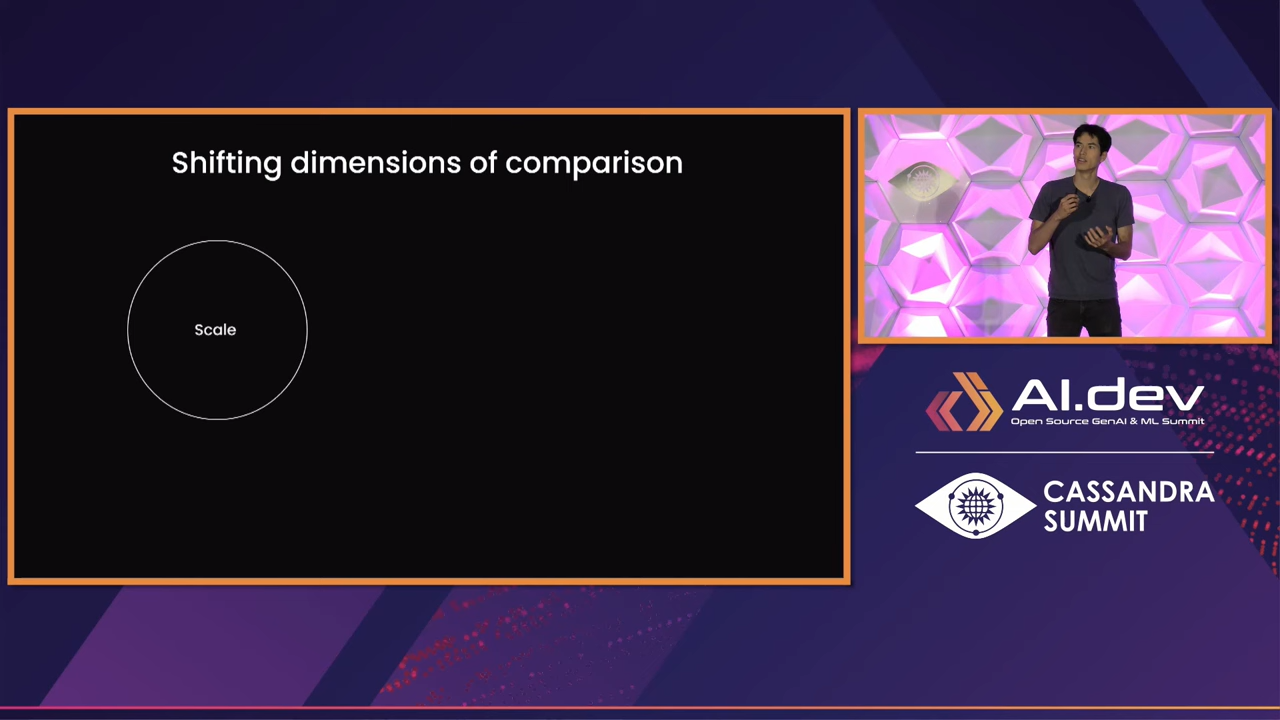 Shifting dimensions of comparison
Scale
AI.dev
Open Source GenAI & ML Summit
CASSANDRA
SUMMIT